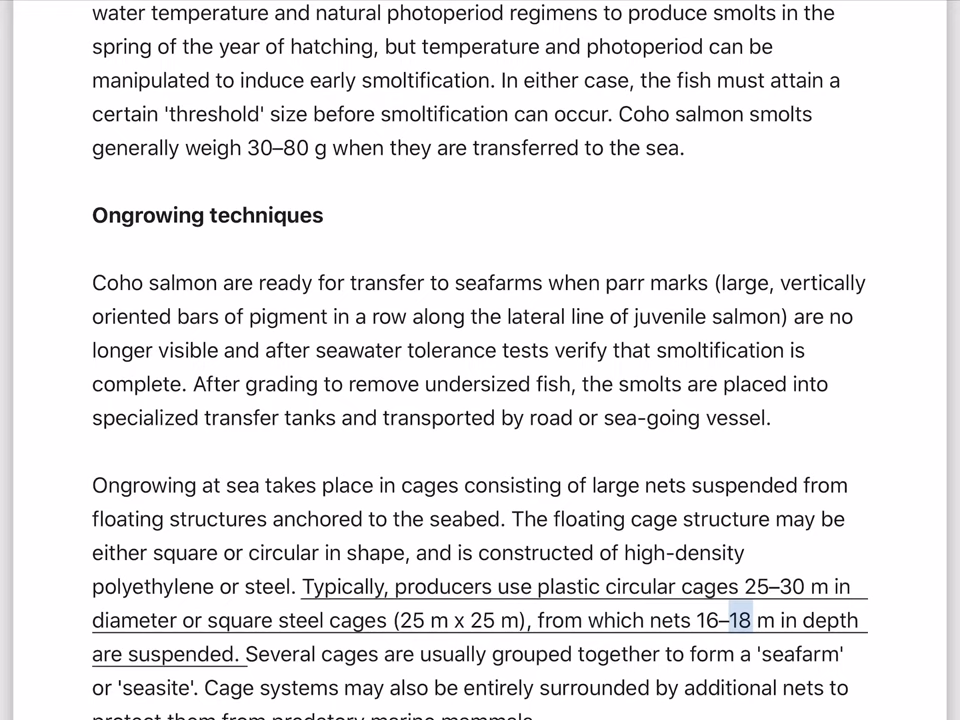 water temperature and natural photoperiod regimens to produce smolts in the
spring of the year of hatching, but temperature and photoperiod can be
manipulated to induce early smoltification. In either case, the fish must attain a
certain 'threshold' size before smoltification can occur. Coho salmon smolts
generally weigh 30–80 g when they are transferred to the sea.
Ongrowing techniques
Coho salmon are ready for transfer to seafarms when parr marks (large, vertically
oriented bars of pigment in a row along the lateral line of juvenile salmon) are no
longer visible and after seawater tolerance tests verify that smoltification is
complete. After grading to remove undersized fish, the smolts are placed into
specialized transfer tanks and transported by road or sea-going vessel.
Ongrowing at sea takes place in cages consisting of large nets suspended from
floating structures anchored to the seabed. The floating cage structure may be
either square or circular in shape, and is constructed of high-density
polyethylene or steel. Typically, producers use plastic circular cages 25–30 m in
diameter or square steel cages (25 m x 25 m), from which nets 16–18 m in depth
are suspended. Several cages are usually grouped together to form a 'seafarm'
or 'seasite'. Cage systems may also be entirely surrounded by additional nets to
protect them from predatory marine mammals.